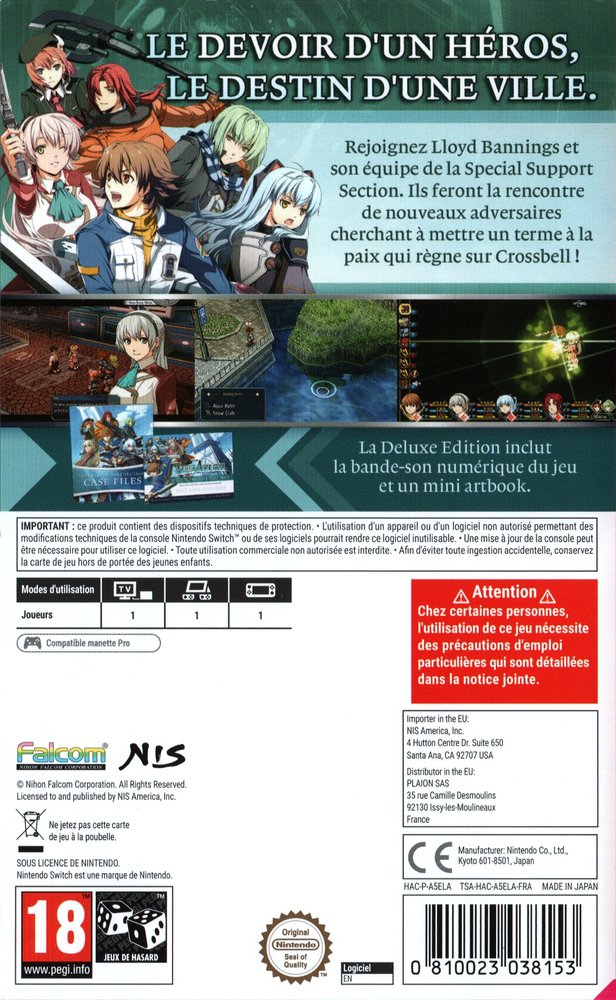 LE DEVOIR D'UN HÉROS,
LE DESTIN D'UNE VILLE.
Rejoignez Lloyd Bannings et
son équipe de la Special Support
Section. Ils feront la rencontre
de nouveaux adversaires
cherchant à mettre un terme à la
paix qui règne sur Crossbell !
CASE FILES
La Deluxe Edition inclut
la bande-son numérique du jeu
et un mini artbook.
IMPORTANT : ce produit contient des dispositifs techniques de protection. • L'utilisation d'un appareil ou d'un logiciel non autorisé permettant des
modifications techniques de la console Nintendo Switch™ ou de ses logiciels pourrait rendre ce logiciel inutilisable. • Une mise à jour de la console peut
être nécessaire pour utiliser ce logiciel. • Toute utilisation commerciale non autorisée est interdite. • Afin d'éviter toute ingestion accidentelle, conservez
la carte de jeu hors de portée des jeunes enfants.
Modes d'utilisation TV
Joueurs 1 1 1
Compatible manette Pro
Attention
Chez certaines personnes,
l'utilisation de ce jeu nécessite
des précautions d'emploi
particulières qui sont détaillées
dans la notice jointe.
Importer in the EU:
NIS America, Inc.
4 Hutton Centre Dr. Suite 650
Santa Ana, CA 92707 USA
Distributor in the EU:
PLAION SAS
35 rue Camille Desmoulins
92130 Issy-les-Moulineaux
France
Falcom NIS
NIHON FALCOM CORPORATION
© Nihon Falcom Corporation. All Rights Reserved.
Licensed to and published by NIS America, Inc.
Ne jetez pas cette carte
de jeu à la poubelle.
SOUS LICENCE DE NINTENDO.
Nintendo Switch est une marque de Nintendo.
CE Manufacturer: Nintendo Co., Ltd.,
Kyoto 601-8501, Japan
HAC-P-A5ELA TSA-HAC-A5ELA-FRA MADE IN JAPAN
18
www.pegi.info
JEUX DE HASARD
Original
Nintendo
Seal of
Quality
Logiciel
EN
0 810023 038153